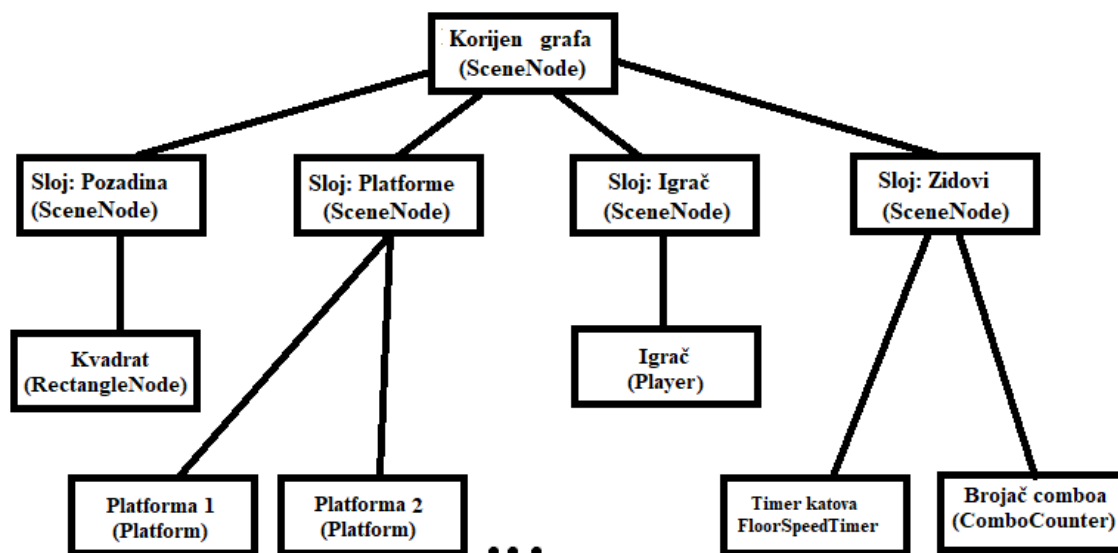 Korijen grafa
(SceneNode)
Sloj: Pozadina
(SceneNode)
Sloj: Platforme
(SceneNode)
Sloj: Igrač
(SceneNode)
Sloj: Zidovi
(SceneNode)
Kvadrat
(RectangleNode)
Igrač
(Player)
Platforma 1
(Platform)
Platforma 2
(Platform)
...
Timer katova
FloorSpeedTimer
Brojač comboa
(ComboCounter)